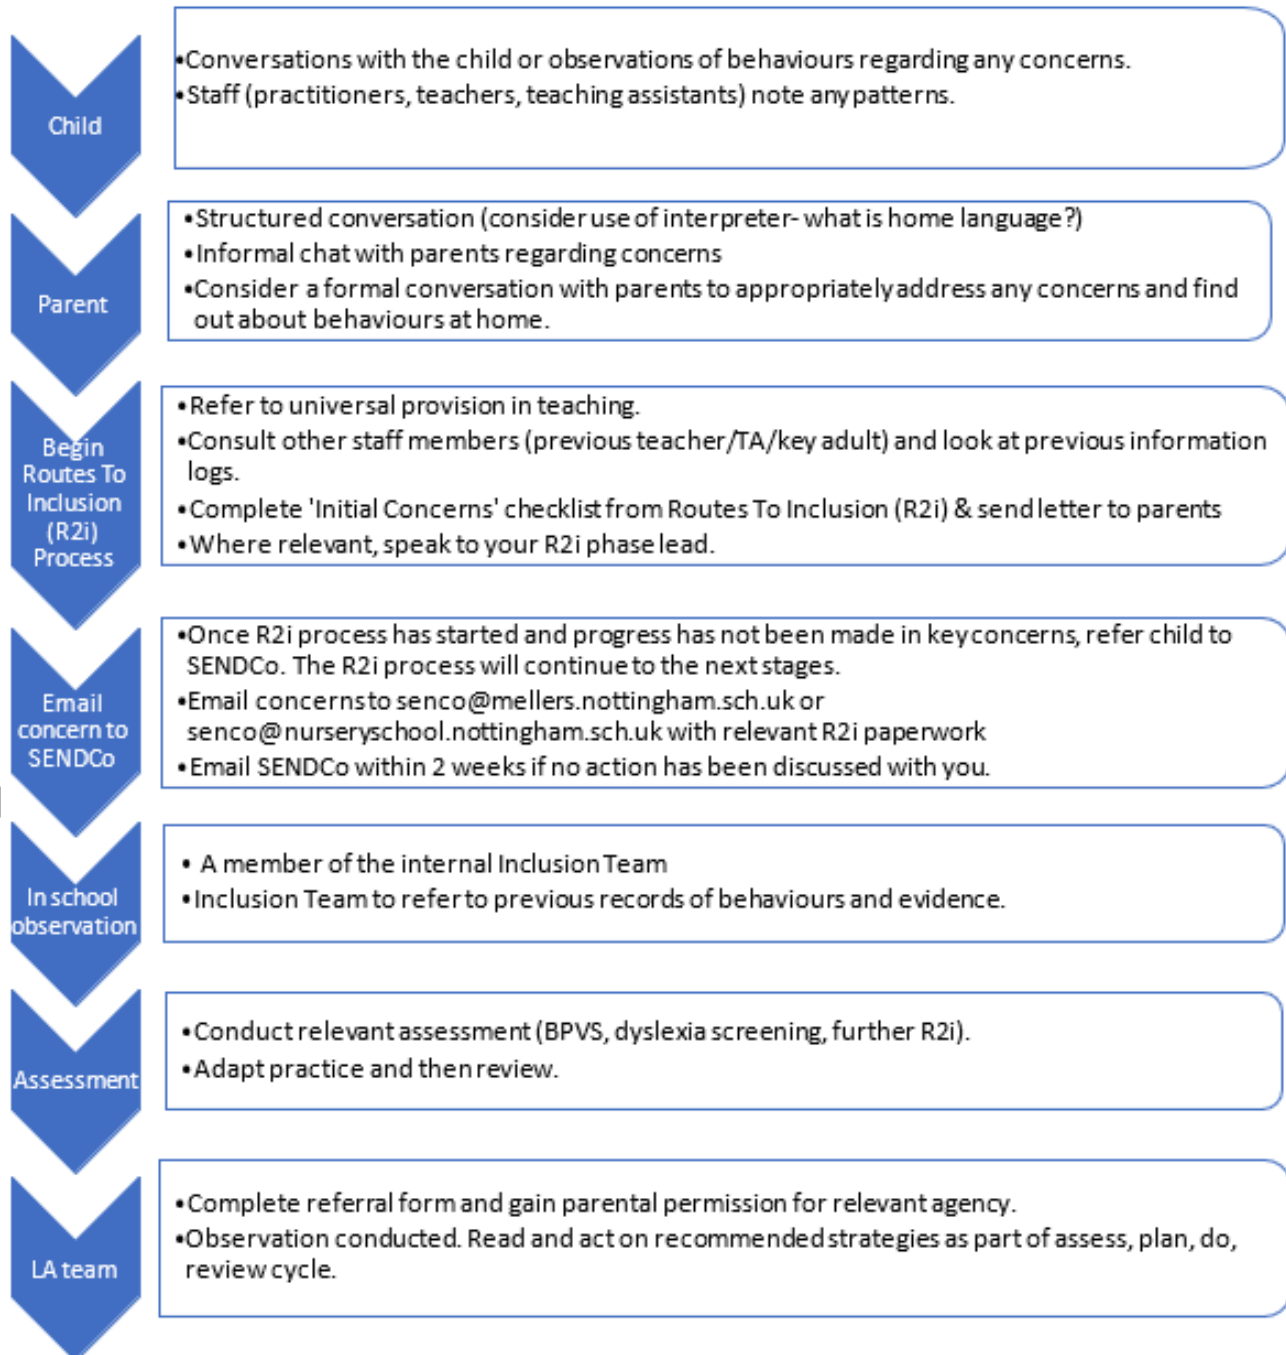 Child
•Conversations with the child or observations of behaviours regarding any concerns.
•Staff (practitioners, teachers, teaching assistants) note any patterns.
Parent
•Structured conversation (consider use of interpreter- what is home language?)
•Informal chat with parents regarding concerns
•Consider a formal conversation with parents to appropriately address any concerns and find
out about behaviours at home.
Begin
Routes To
Inclusion
(R2i)
Process
•Refer to universal provision in teaching.
•Consult other staff members (previous teacher/TA/key adult) and look at previous information
logs.
•Complete 'Initial Concerns' checklist from Routes To Inclusion (R2i) & send letter to parents
•Where relevant, speak to your R2i phase lead.
Email
concern to
SENDCo
•Once R2i process has started and progress has not been made in key concerns, refer child to
SENDCo. The R2i process will continue to the next stages.
•Email concerns to senco@mellers.nottingham.sch.uk or
senco@nurseryschool.nottingham.sch.uk with relevant R2i paperwork
•Email SENDCo within 2 weeks if no action has been discussed with you.
In school
observation
• A member of the internal Inclusion Team
•Inclusion Team to refer to previous records of behaviours and evidence.
Assessment
•Conduct relevant assessment (BPVS, dyslexia screening, further R2i).
•Adapt practice and then review.
LA team
•Complete referral form and gain parental permission for relevant agency.
•Observation conducted. Read and act on recommended strategies as part of assess, plan, do,
review cycle.